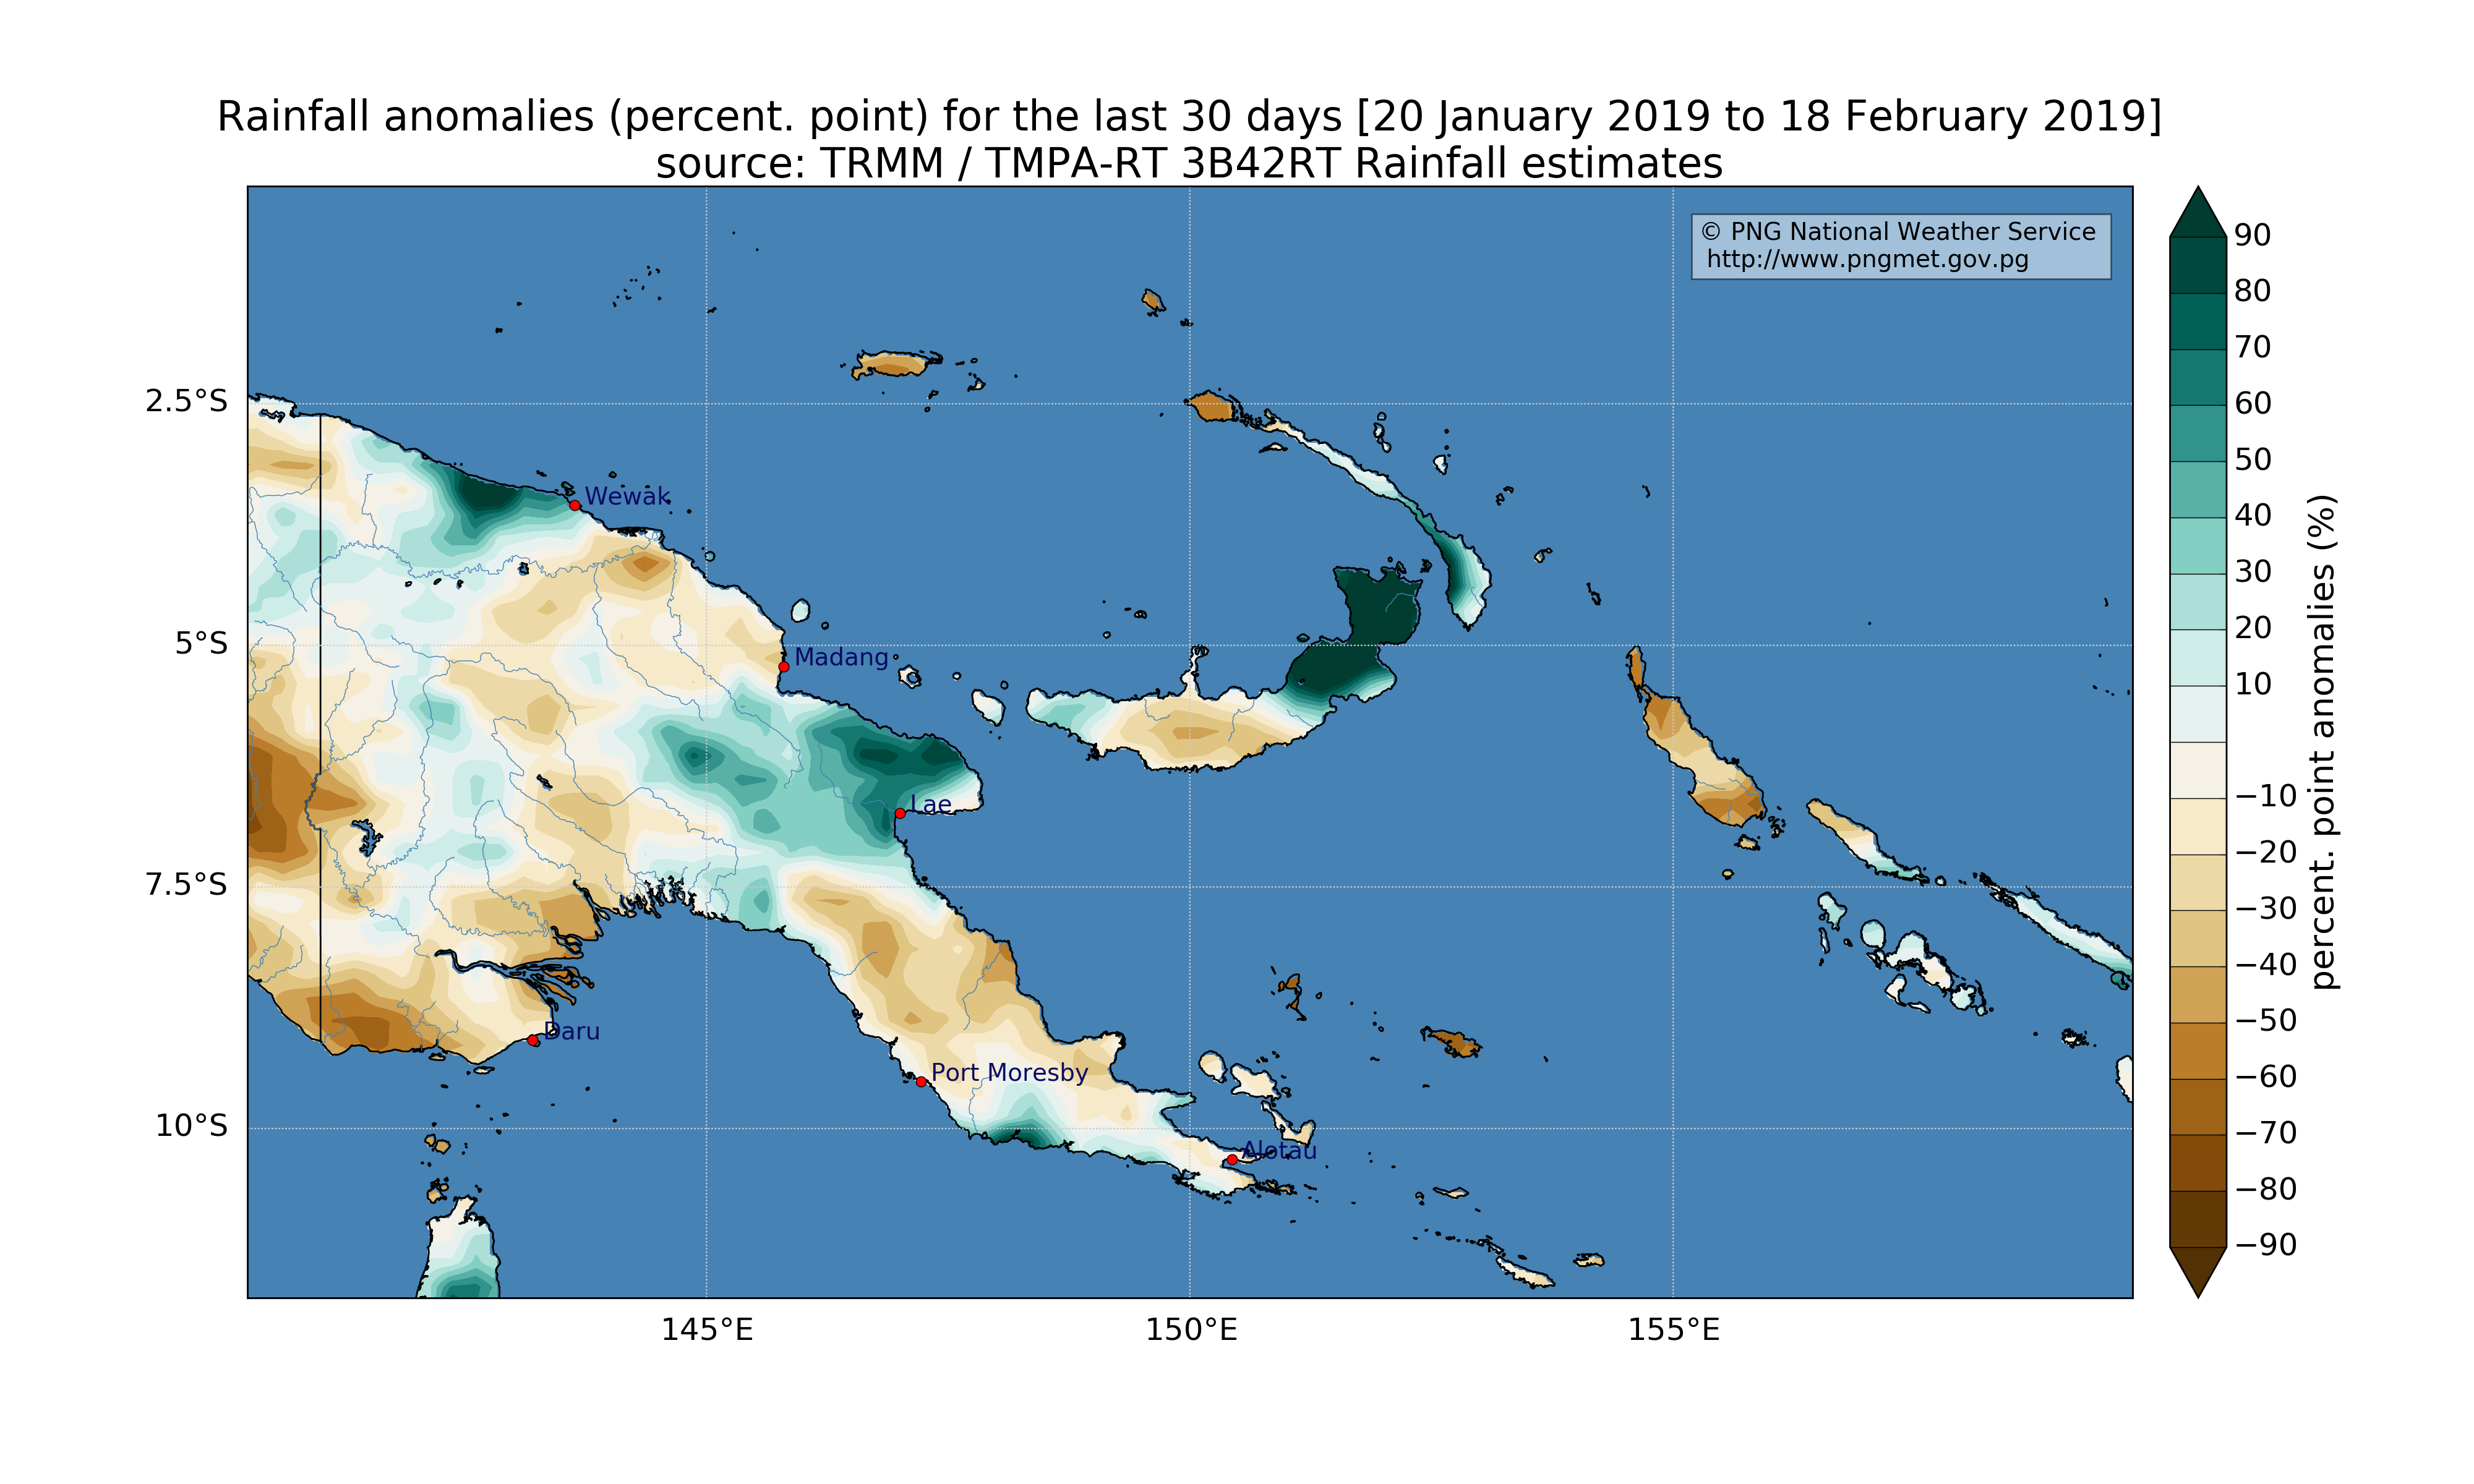 Rainfall anomalies (percent. point) for the last 30 days [20 January 2019 to 18 February 2019]
source: TRMM / TMPA-RT 3B42RT Rainfall estimates
© PNG National Weather Service
http://www.pngmet.gov.pg
2.5°S
5°S
7.5°S
10°S
Wewak
Madang
Lae
Daru
Port Moresby
Alotau
145°E
150°E
155°E
90
80
70
60
50
40
30
20
10
−10
−20
−30
−40
−50
−60
−70
−80
−90
percent. point anomalies (%)